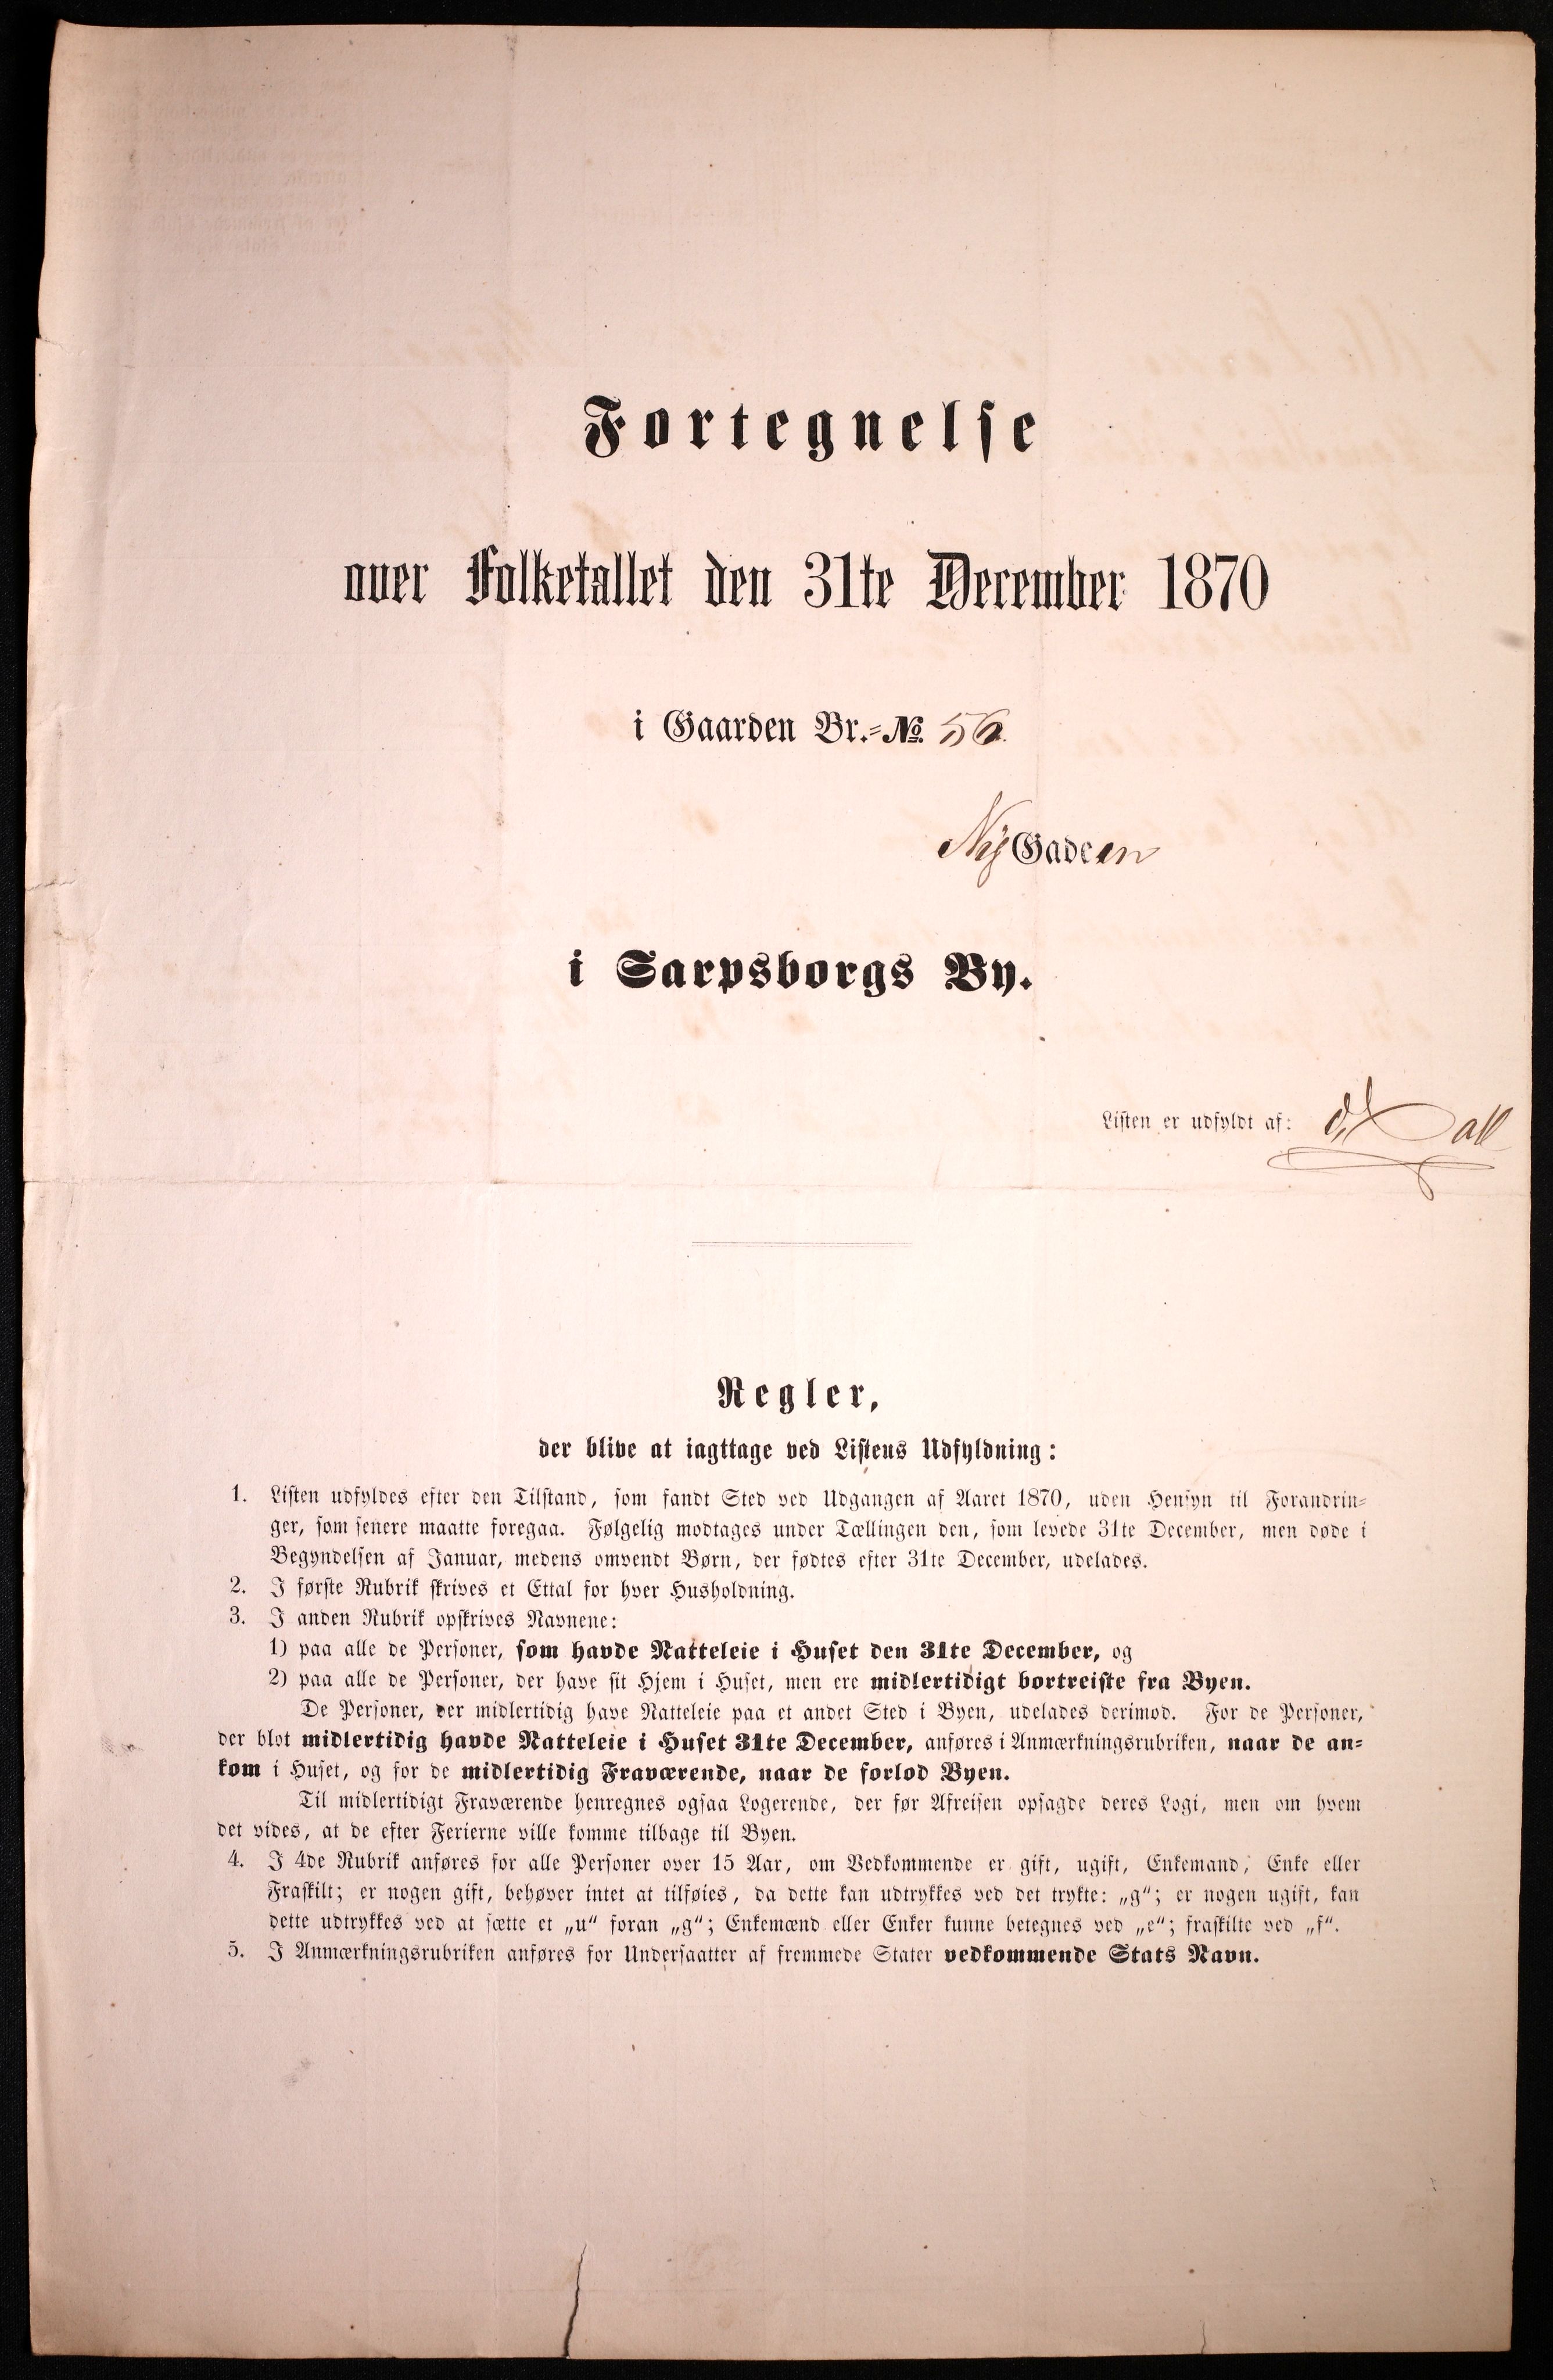 Fortegnelse
over Folketallet den 31te December 1870
i Gaarden Br.=No. 56
Ny Gaden
i Sarpsborgs By.
Listen er udfyldt af:
Regler,
der blive at iagttage ved Listens Udfyldning:
1. Listen udfyldes efter den Tilstand, som fandt Sted ved Udgangen af Aaret 1870, uden Hensyn til Forandrin=
ger, som senere maatte foregaa. Følgelig modtages under Tællingen den, som levede 31te December, men døde i
Begyndelsen af Januar, medens omvendt Børn, der fødtes efter 31te December, udelades.
2. I første Rubrik skrives et Ettal for hver Husholdning.
3. I anden Rubrik opskrives Navnene:
1) paa alle de Personer, som havde Natteleie i Huset den 31te December, og
2) paa alle de Personer, der have sit Hjem i Huset, men ere midlertidigt bortreiste fra Byen.
De Personer, der midlertidig have Natteleie paa et andet Sted i Byen, udelades derimod. For de Personer,
der blot midlertidig havde Natteleie i Huset 31te December, anføres i Anmærkningsrubriken, naar de an=
kom i Huset, og for de midlertidig Fraværende, naar de forlod Byen.
Til midlertidigt Fraværende henregnes ogsaa Logerende, der før Afreisen opsagde deres Logi, men om hvem
det vides, at de efter Ferierne ville komme tilbage til Byen.
4. I 4de Rubrik anføres for alle Personer over 15 Aar, om Vedkommende er gift, ugift, Enkemand, Enke eller
Fraskilt; er nogen gift, behøver intet at tilføies, da dette kan udtrykkes ved det trykte: „g“; er nogen ugift, kan
dette udtrykkes ved at sætte et „u“ foran „g“; Enkemænd eller Enker kunne betegnes ved „e“; fraskilte ved „f“.
5. I Anmærkningsrubriken anføres for Undersaatter af fremmede Stater vedkommende Stats Navn.